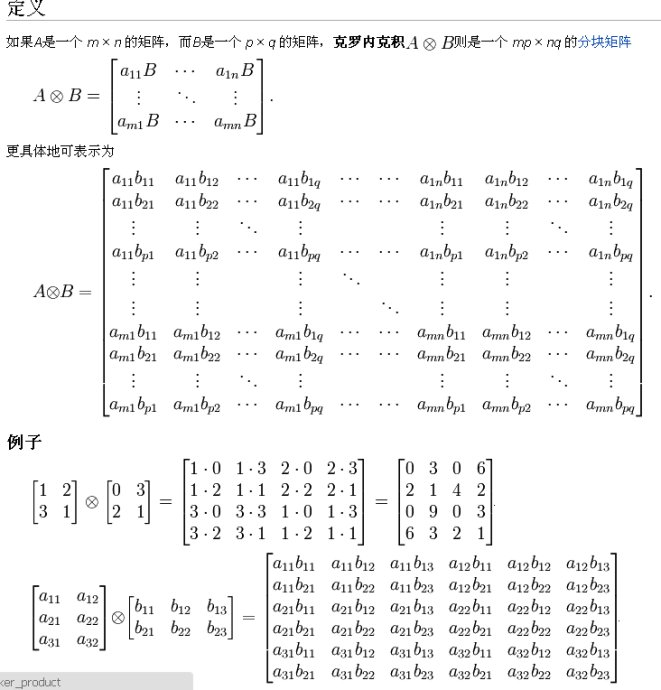 定义
如果A是一个 m × n 的矩阵，而B是一个 p × q 的矩阵，克罗内克积A ⊗ B则是一个 mp × nq 的分块矩阵
A ⊗ B = [a₁₁B ⋯ a₁ₙB
⋮ ⋱ ⋮
aₘ₁B ⋯ aₘₙB].
更具体地可表示为
A⊗B = [a₁₁b₁₁ a₁₁b₁₂ ⋯ a₁₁b₁q ⋯ ⋯ a₁ₙb₁₁ a₁ₙb₁₂ ⋯ a₁ₙb₁q
a₁₁b₂₁ a₁₁b₂₂ ⋯ a₁₁b₂q ⋯ ⋯ a₁ₙb₂₁ a₁ₙb₂₂ ⋯ a₁ₙb₂q
⋮ ⋮ ⋱ ⋮ ⋮ ⋮ ⋱ ⋮
a₁₁bₚ₁ a₁₁bₚ₂ ⋯ a₁₁bₚq ⋯ ⋯ a₁ₙbₚ₁ a₁ₙbₚ₂ ⋯ a₁ₙbₚq
⋮ ⋮ ⋮ ⋱ ⋮ ⋮ ⋮
⋮ ⋮ ⋮ ⋱ ⋮ ⋮ ⋮
aₘ₁b₁₁ aₘ₁b₁₂ ⋯ aₘ₁b₁q ⋯ ⋯ aₘₙb₁₁ aₘₙb₁₂ ⋯ aₘₙb₁q
aₘ₁b₂₁ aₘ₁b₂₂ ⋯ aₘ₁b₂q ⋯ ⋯ aₘₙb₂₁ aₘₙb₂₂ ⋯ aₘₙb₂q
⋮ ⋮ ⋱ ⋮ ⋮ ⋮ ⋱ ⋮
aₘ₁bₚ₁ aₘ₁bₚ₂ ⋯ aₘ₁bₚq ⋯ ⋯ aₘₙbₚ₁ aₘₙbₚ₂ ⋯ aₘₙbₚq].
例子
[1 2; 3 1] ⊗ [0 3; 2 1] = [1·0 1·3 2·0 2·3; 1·2 1·1 2·2 2·1; 3·0 3·3 1·0 1·3; 3·2 3·1 1·2 1·1] = [0 3 0 6; 2 1 4 2; 0 9 0 3; 6 3 2 1].
[a₁₁ a₁₂; a₂₁ a₂₂; a₃₁ a₃₂] ⊗ [b₁₁ b₁₂ b₁₃; b₂₁ b₂₂ b₂₃] = [a₁₁b₁₁ a₁₁b₁₂ a₁₁b₁₃ a₁₂b₁₁ a₁₂b₁₂ a₁₂b₁₃
a₁₁b₂₁ a₁₁b₂₂ a₁₁b₂₃ a₁₂b₂₁ a₁₂b₂₂ a₁₂b₂₃
a₂₁b₁₁ a₂₁b₁₂ a₂₁b₁₃ a₂₂b₁₁ a₂₂b₁₂ a₂₂b₁₃
a₂₁b₂₁ a₂₁b₂₂ a₂₁b₂₃ a₂₂b₂₁ a₂₂b₂₂ a₂₂b₂₃
a₃₁b₁₁ a₃₁b₁₂ a₃₁b₁₃ a₃₂b₁₁ a₃₂b₁₂ a₃₂b₁₃
a₃₁b₂₁ a₃₁b₂₂ a₃₁b₂₃ a₃₂b₂₁ a₃₂b₂₂ a₃₂b₂₃].
ker_product